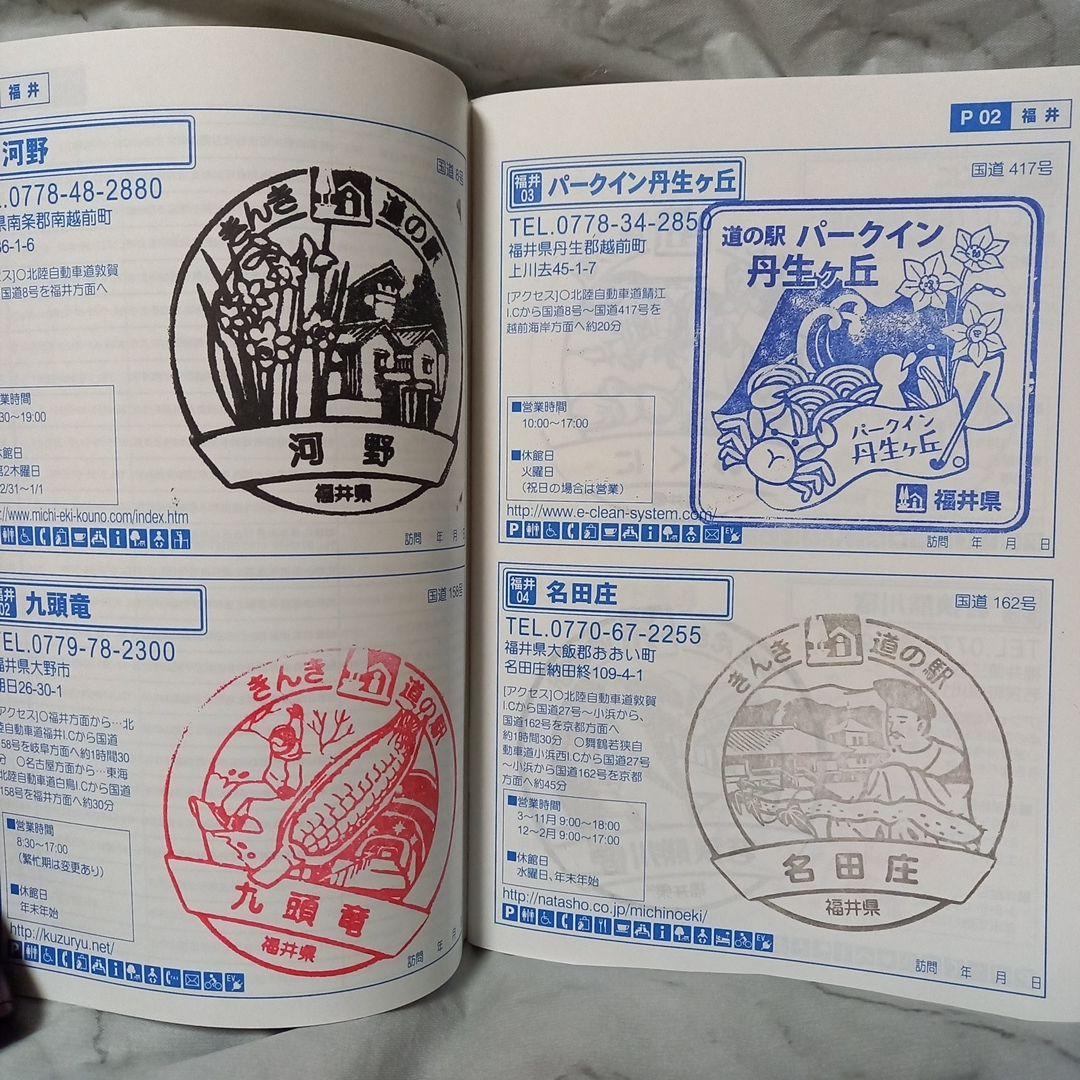 福井
河野
国道 8号
.0778-48-2880
県南条郡南越前町
36-1-6
アクセス]〇北陸自動車道敦賀
国道8号を福井方面へ
業時間
30~19:00
休館日
第2木曜日
2/31~1/1
//www.michi-eki-kouno.com/index.htm
訪問 年 月 日
きんき 道の駅
河野
福井県
02
九頭竜
国道 158号
TEL.0779-78-2300
福井県大野市
朝日26-30-1
アクセス]〇福井方面から…北
陸自動車道福井I.Cから国道
158号を岐阜方面へ約1時間30
分 〇名古屋方面から…東海
北陸自動車道白鳥I.Cから国道
158号を福井方面へ約30分
■営業時間
8:30~17:00
(繁忙期は変更あり)
■休館日
年末年始
http://kuzuryu.net/
EV
訪問 年 月
きんき 道の駅
九頭竜
福井県
P 02 福井
福井
03
パークイン丹生ヶ丘
国道 417号
TEL.0778-34-2850
福井県丹生郡越前町
上川去45-1-7
[アクセス]〇北陸自動車道鯖江
I.Cから国道8号~国道417号を
越前海岸方面へ約20分
■営業時間
10:00~17:00
■休館日
火曜日
(祝日の場合は営業)
http://www.e-clean-system.com/
P EV
訪問 年 月 日
道の駅 パークイン
丹生ヶ丘
パークイン
丹生ヶ丘
福井県
福井
04
名田庄
国道 162号
TEL.0770-67-2255
福井県大飯郡おおい町
名田庄納田終109-4-1
[アクセス]〇北陸自動車道敦賀
I.Cから国道27号~小浜から、
国道162号を京都方面へ
約1時間30分 〇舞鶴若狭自
動車道小浜西I.Cから国道27号
~小浜から国道162号を京都
方面へ約45分
■営業時間
3~11月 9:00~18:00
12~2月 9:00~17:00
■休館日
水曜日、年末年始
http://natasho.co.jp/michinoeki/
P EV
訪問 年 月 日
きんき 道の駅
名田庄
福井県